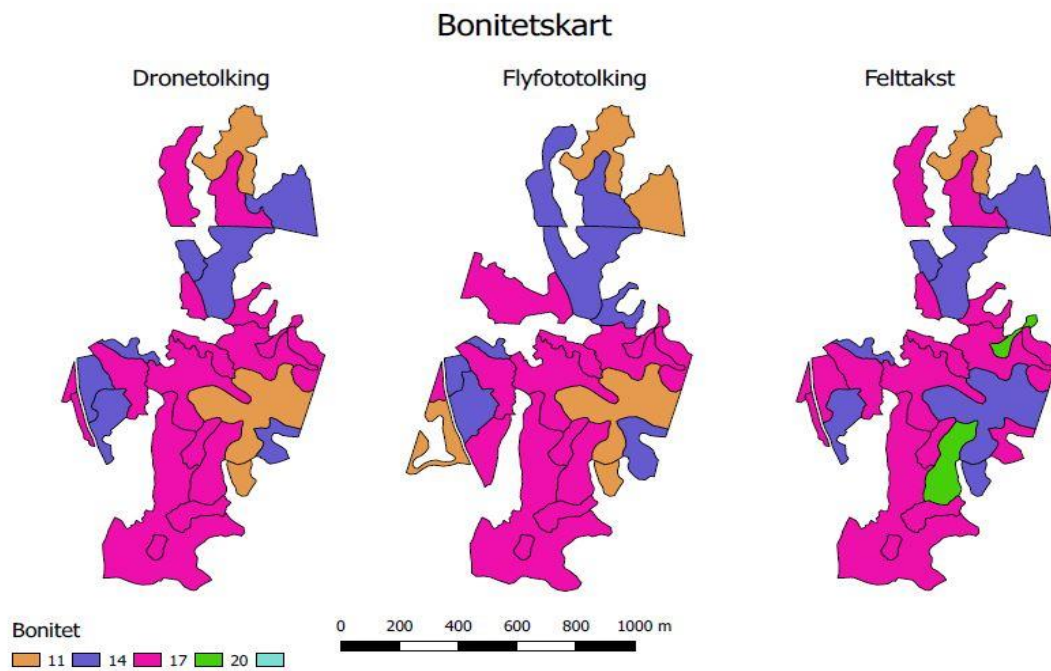 Bonitetskart
Dronetolking
Flyfototolking
Felttakst
Bonitet
11 14 17 20
0 200 400 600 800 1000 m